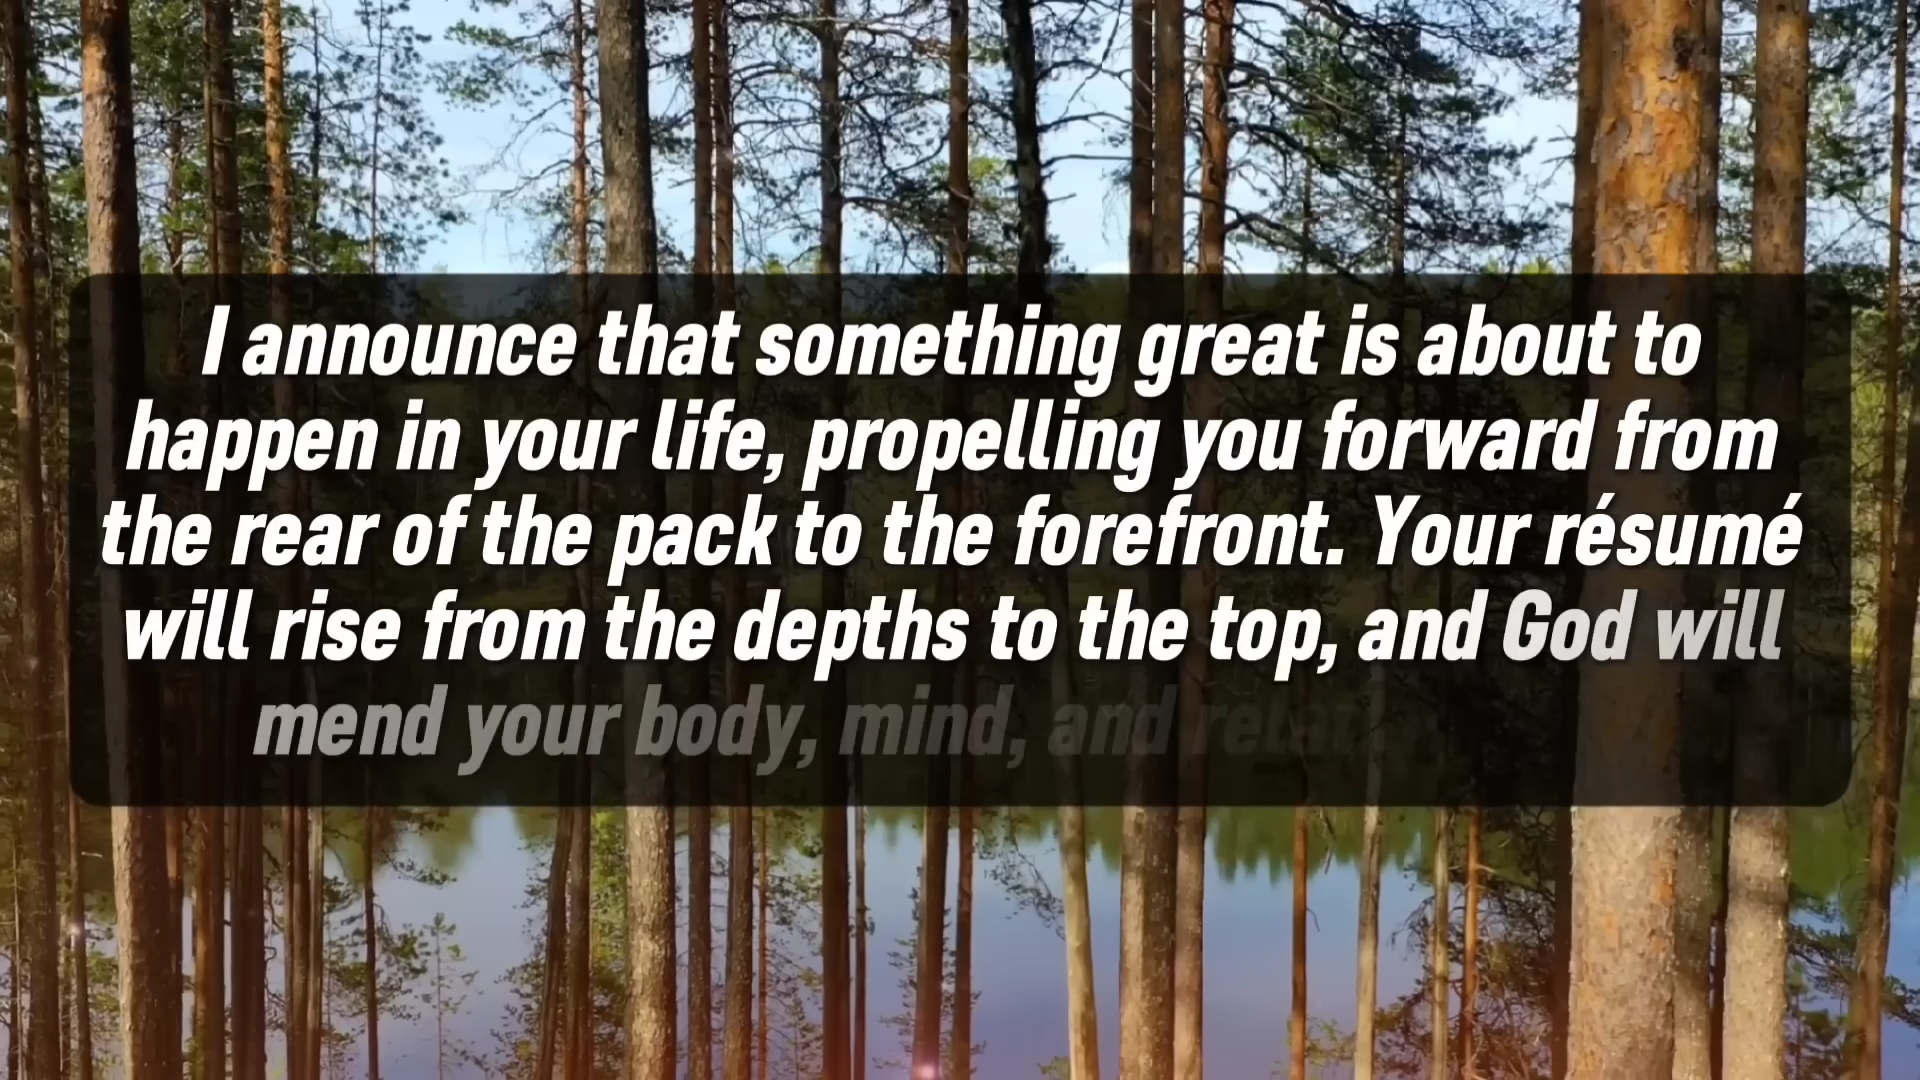 I announce that something great is about to
happen in your life, propelling you forward from
the rear of the pack to the forefront. Your résumé
will rise from the depths to the top, and God will
mend your body, mind, and